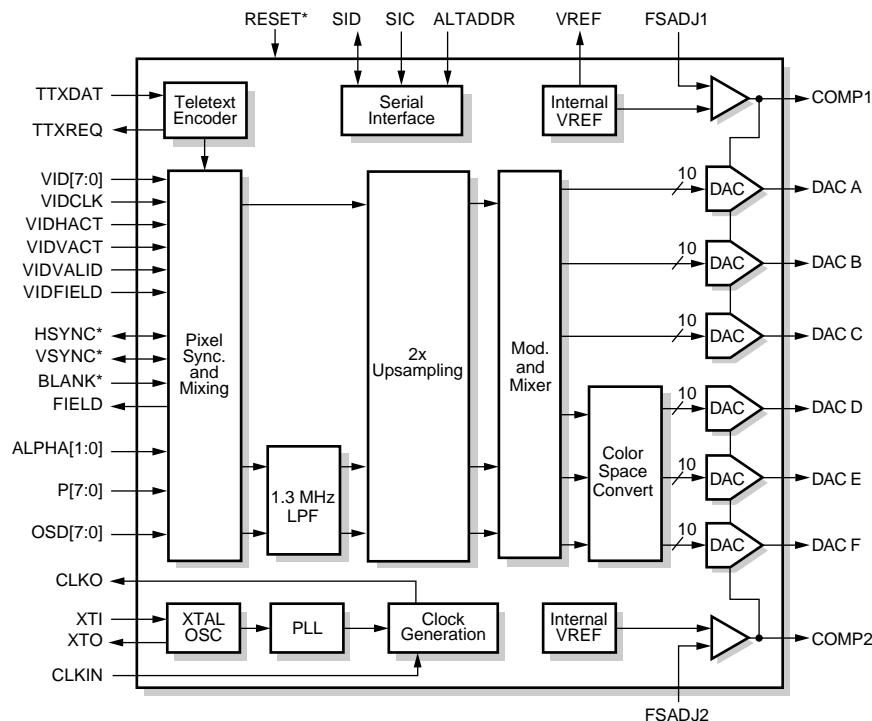 RESET*
SID
SIC
ALTADDR
VREF
FSADJ1
TTXDAT
TTXREQ
Teletext
Encoder
Serial
Interface
Internal
VREF
COMP1
VID[7:0]
VIDCLK
VIDHACT
VIDVACT
VIDVALID
VIDFIELD
HSYNC*
VSYNC*
BLANK*
FIELD
ALPHA[1:0]
P[7:0]
OSD[7:0]
Pixel
Sync.
and
Mixing
1.3 MHz
LPF
2x
Upsampling
Mod.
and
Mixer
Color
Space
Convert
10
DAC
DAC A
10
DAC
DAC B
10
DAC
DAC C
10
DAC
DAC D
10
DAC
DAC E
10
DAC
DAC F
CLKO
XTI
XTO
CLKIN
XTAL
OSC
PLL
Clock
Generation
Internal
VREF
COMP2
FSADJ2